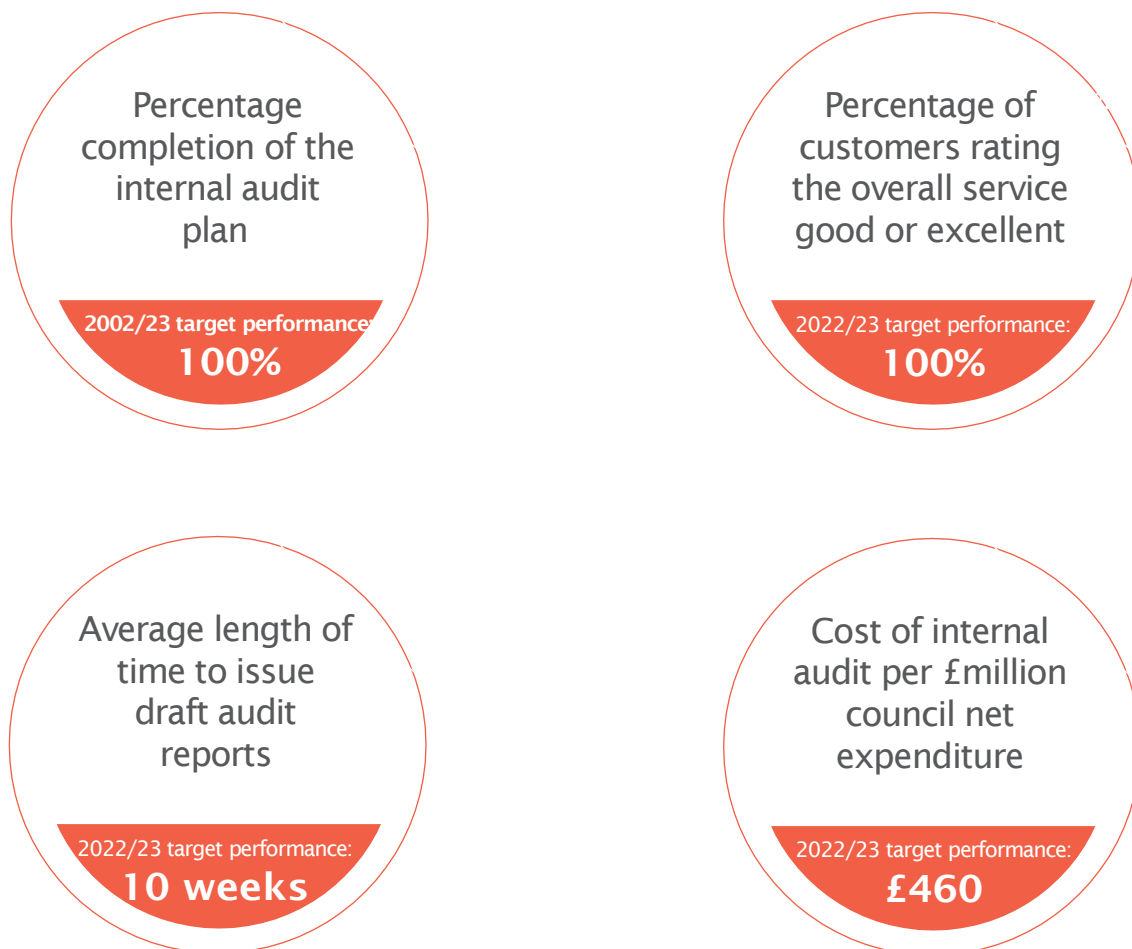 Percentage
completion of the
internal audit
plan
2002/23 target performance:
100%
Percentage of
customers rating
the overall service
good or excellent
2022/23 target performance:
100%
Average length of
time to issue
draft audit
reports
2022/23 target performance:
10 weeks
Cost of internal
audit per £million
council net
expenditure
2022/23 target performance:
£460